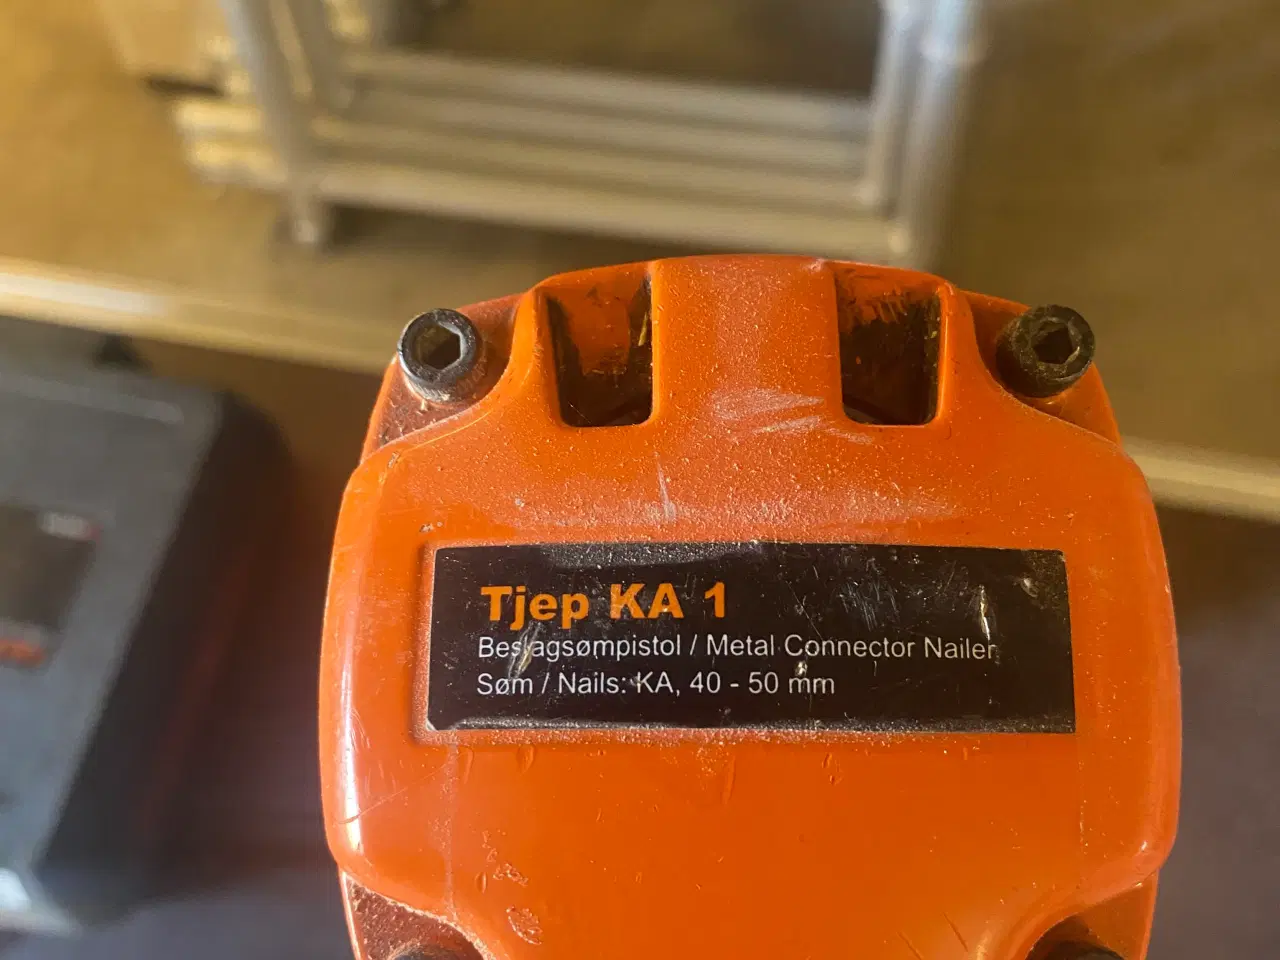 Tjep KA 1
Beslagsømpistol / Metal Connector Nailer
Søm / Nails: KA, 40 - 50 mm